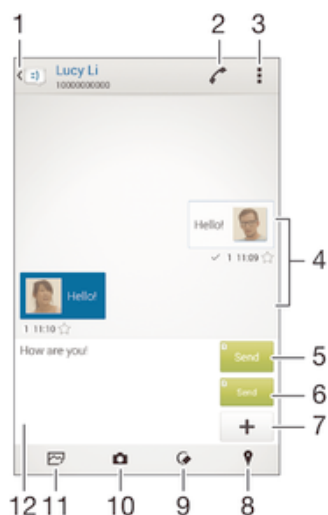 1 2 3
Lucy Li
10000000000
Hello!
1 11:09
4
Hello!
1 11:10
How are you!
Send
5
Send
6
7
12 11 10 9 8